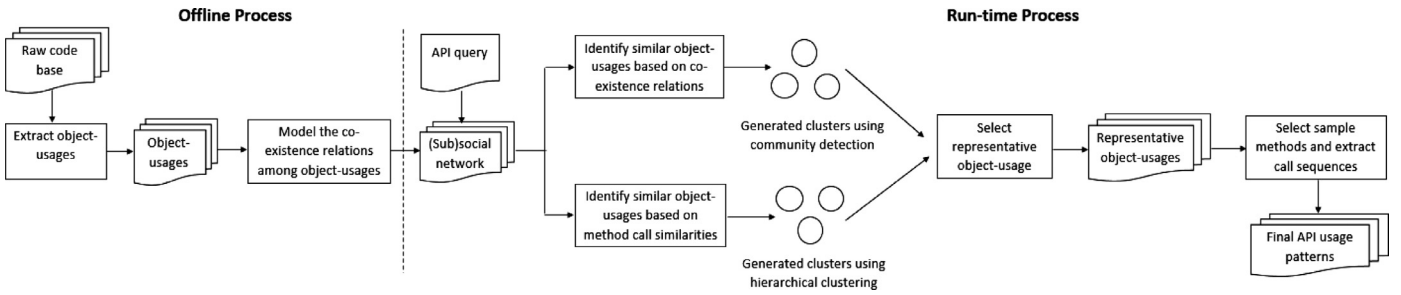 Offline Process
Run-time Process
Raw code
base
Extract object-
usages
Object-
usages
Model the co-
existence relations
among object-usages
API query
(Sub)social
network
Identify similar object-
usages based on co-
existence relations
Generated clusters using
community detection
Identify similar object-
usages based on
method call similarities
Generated clusters using
hierarchical clustering
Select
representative
object-usage
Representative
object-usages
Select sample
methods and extract
call sequences
Final API usage
patterns